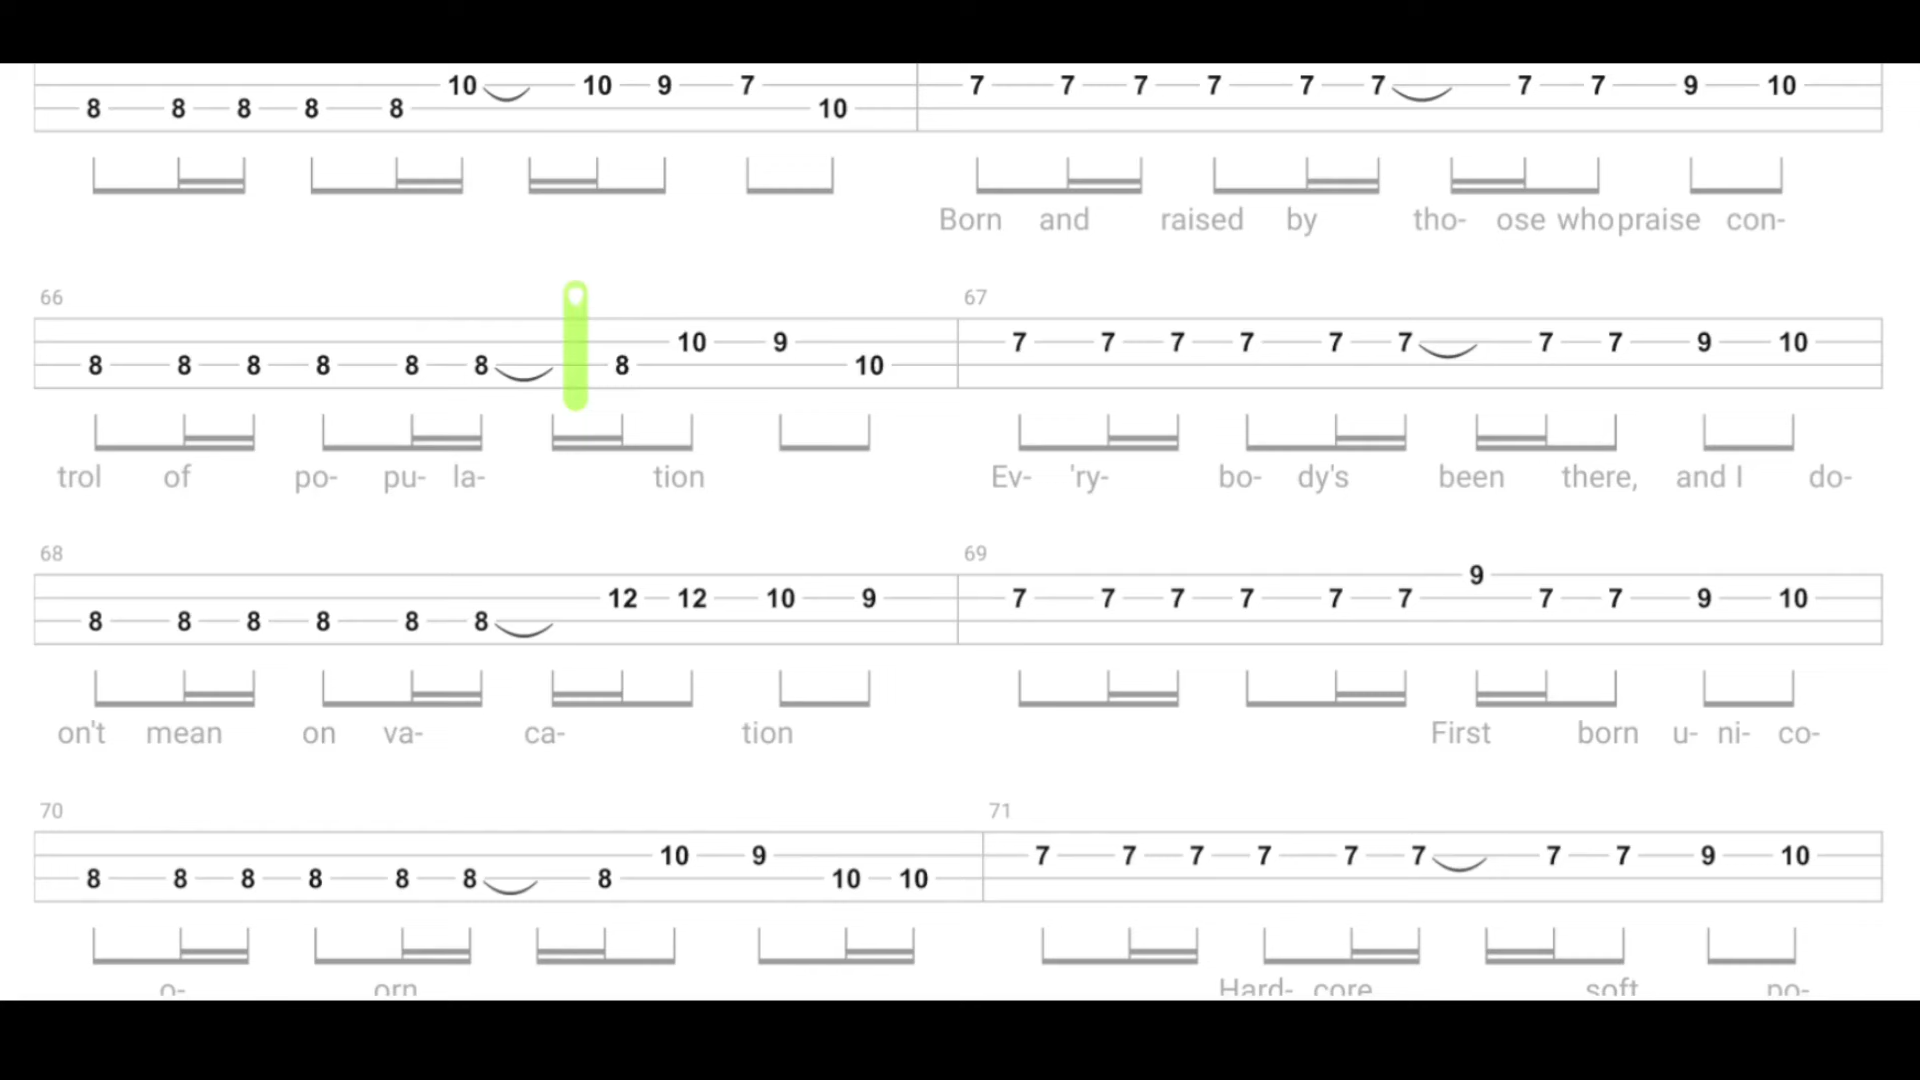 10 10 9 7 7 7 7 7 7 7 7 7 9 10
8 8 8 8 8 10
Born and raised by tho- ose who praise con-
66 67
10 9 7 7 7 7 7 7 7 7 9 10
8 8 8 8 8 8 8 10
trol of po- pu- la- tion Ev- 'ry- bo- dy's been there, and I do-
68 69
9
12 12 10 9 7 7 7 7 7 7 7 7 9 10
8 8 8 8 8 8
on't mean on va- ca- tion First born u- ni- co-
70 71
10 9 7 7 7 7 7 7 7 7 9 10
8 8 8 8 8 8 8 10 10
o- orn Hard- core soft po-